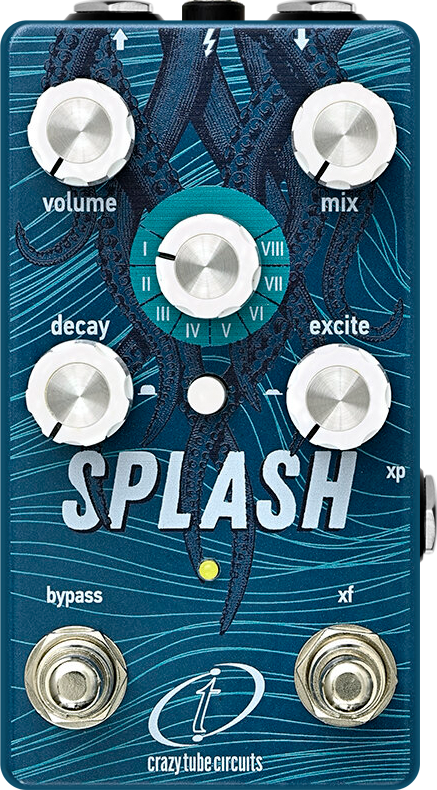 volume
mix
I
VIII
II
VII
III
VI
IV
V
decay
excite
SPLASH
xp
bypass
xf
t
crazy tube circuits